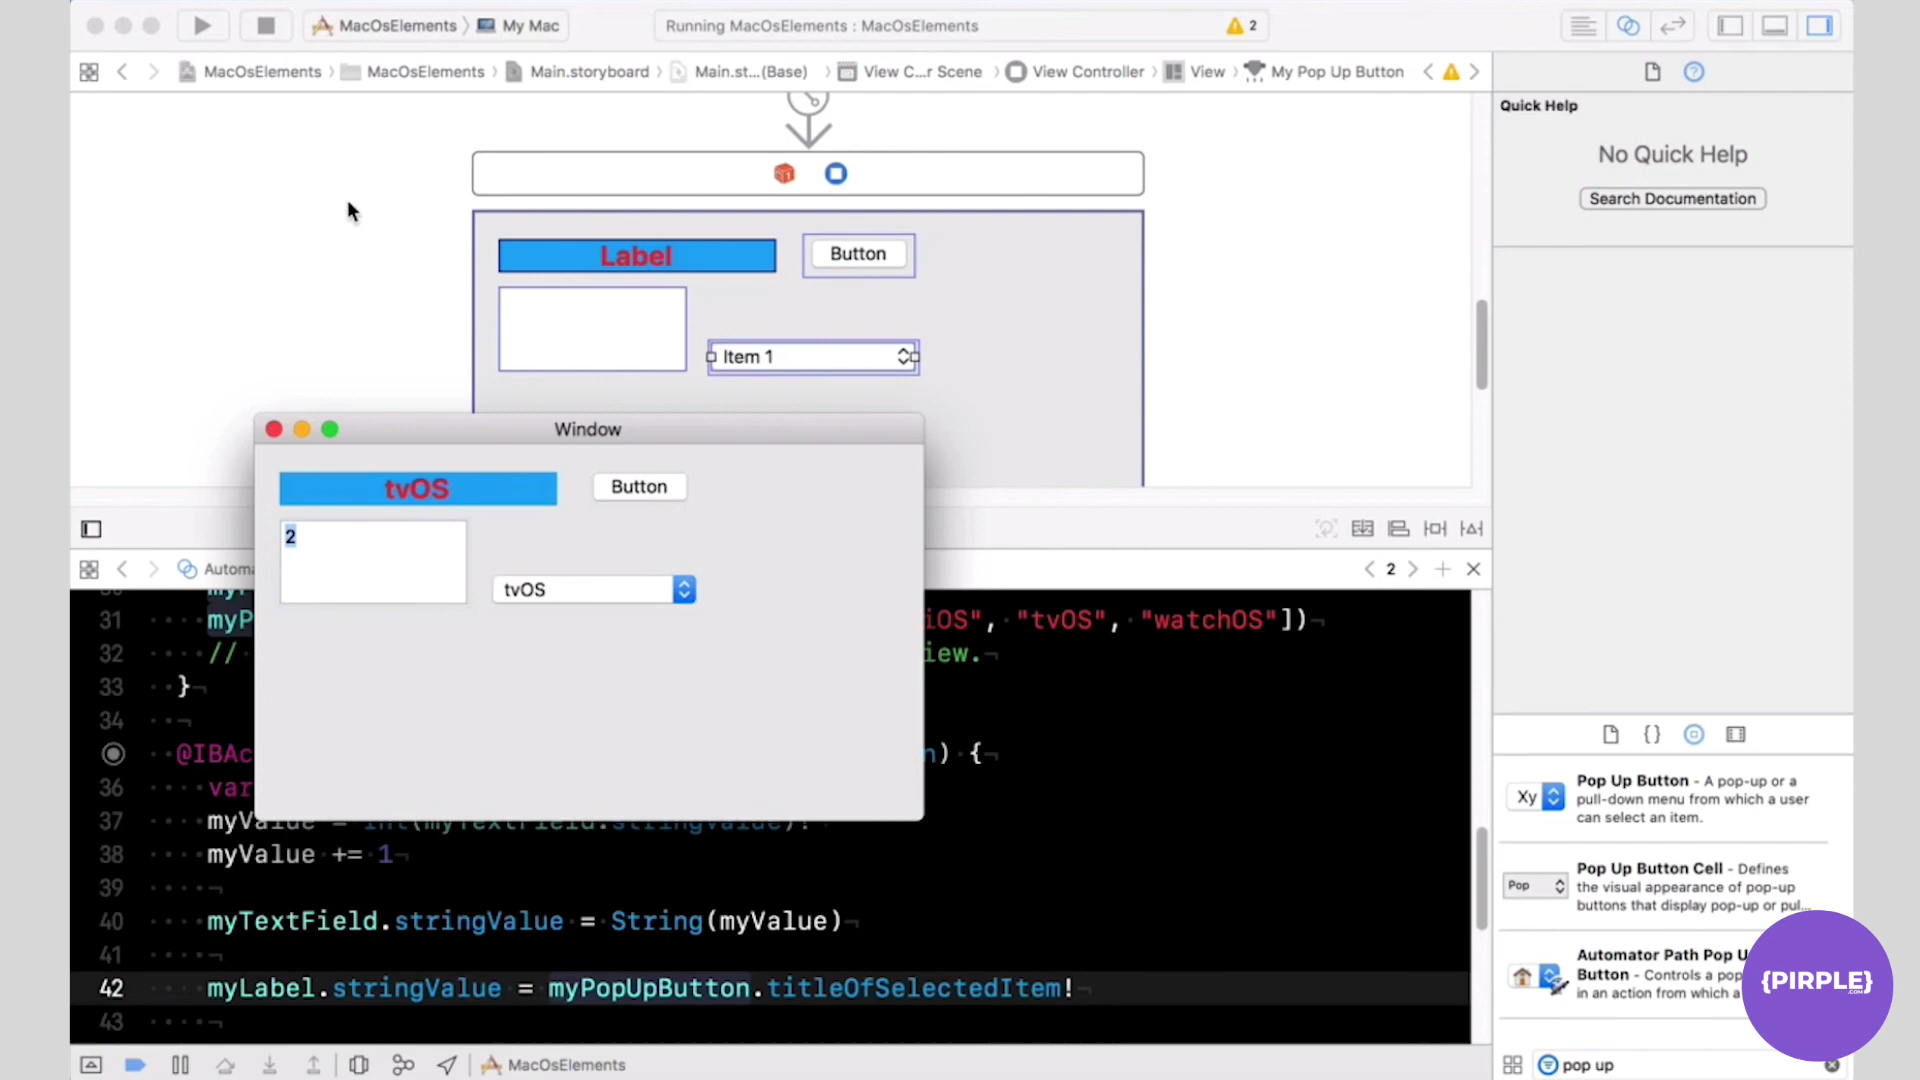 MacOsElements › My Mac
Running MacOsElements : MacOsElements
2
MacOsElements
MacOsElements
Main.storyboard
Main.st...(Base)
View C...r Scene
View Controller
View
My Pop Up Button
Quick Help
No Quick Help
Search Documentation
Label
Button
Item 1
Window
tvOS
Button
2
tvOS
2
31 iOS", "tvOS", "watchOS"])
32 // iew.
33 }
34
@IBAc n) {
36 var
37 myValue = Int(myTextField.stringValue)!
38 myValue += 1
39
40 myTextField.stringValue = String(myValue)
41
42 myLabel.stringValue = myPopUpButton.titleOfSelectedItem!
43
MacOsElements
Xy
Pop Up Button - A pop-up or a
pull-down menu from which a user
can select an item.
Pop
Pop Up Button Cell - Defines
the visual appearance of pop-up
buttons that display pop-up or pul...
Automator Path Pop U
Button - Controls a pop
in an action from which a
{PIRPLE}
.COM
pop up